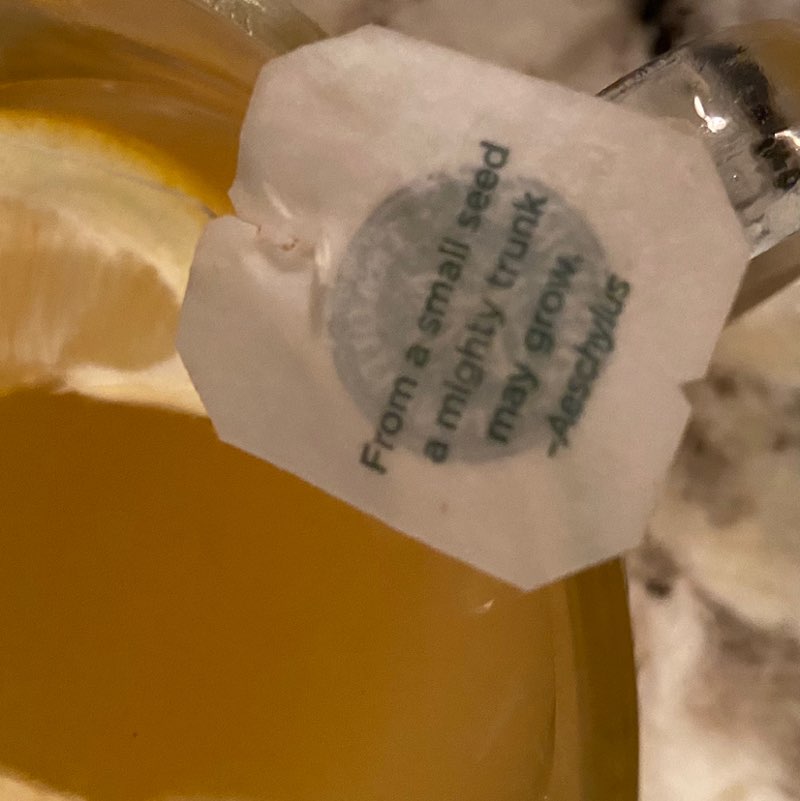 From a small seed
a mighty trunk
may grow.
-Aeschylus